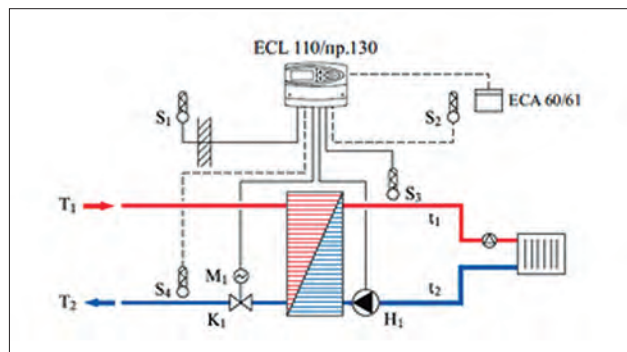 ECL 110/пр.130
ECA 60/61
S1
S2
S3
T1
t1
M1
S4
T2
K1
H1
t2